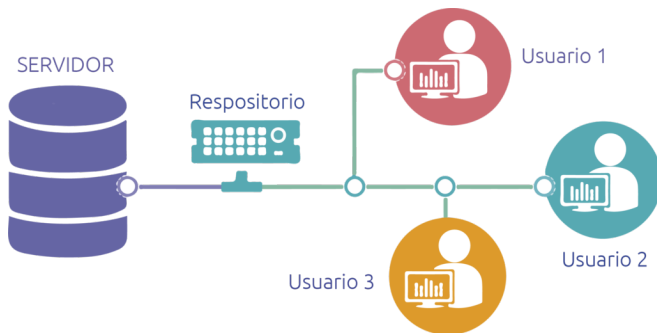 SERVIDOR
Respositorio
Usuario 1
Usuario 2
Usuario 3